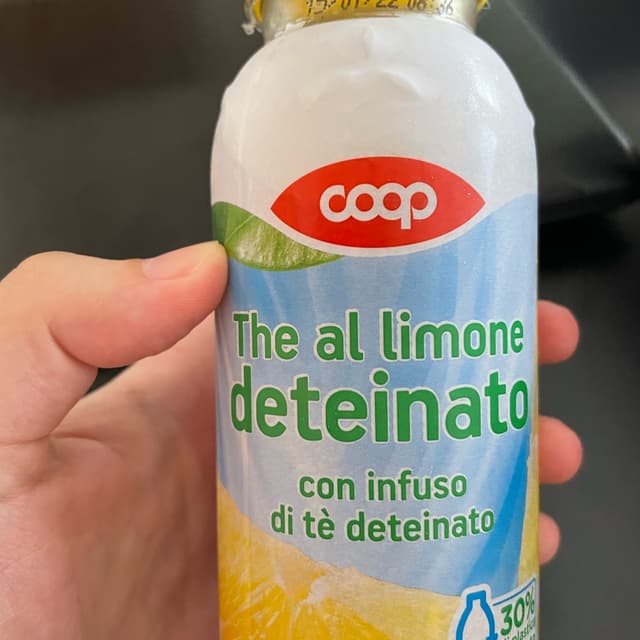 coop
The al limone
deteinato
con infuso
di tè deteinato
30%